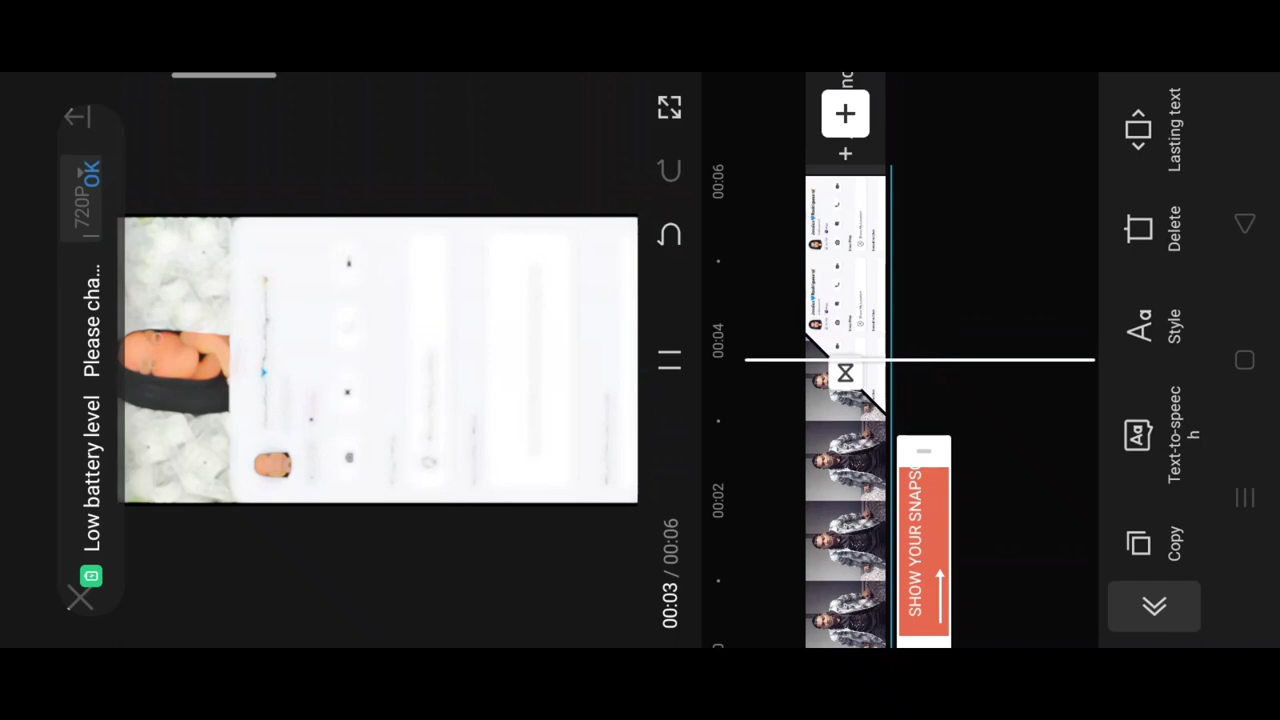 Low battery level Please cha...
OK
720P
00:03 / 00:06
00:02
00:04
00:06
SHOW YOUR SNAPSC
Copy
Text-to-speec
h
Style
Delete
Lasting text